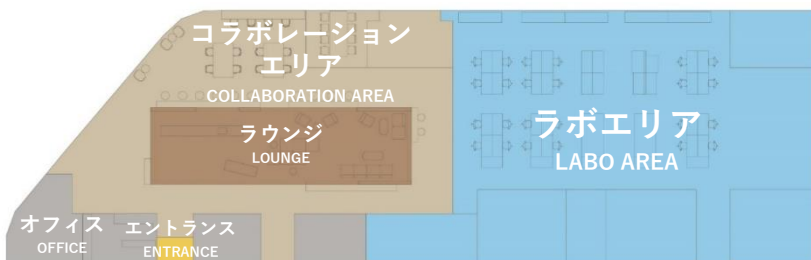 コラボレーション
エリア
COLLABORATION AREA
ラウンジ
LOUNGE
ラボエリア
LABO AREA
オフィス
OFFICE
エントランス
ENTRANCE